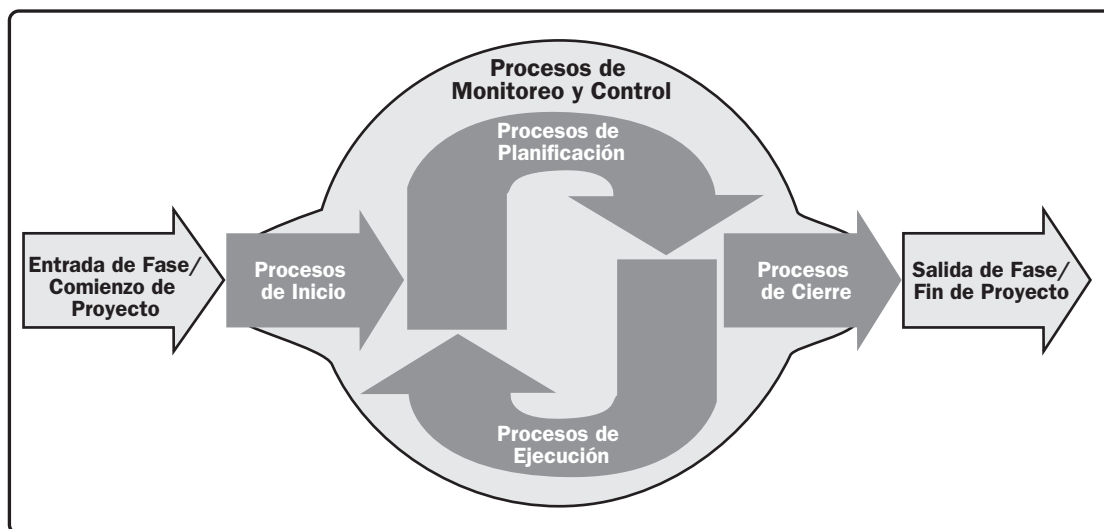 Procesos de
Monitoreo y Control
Procesos de
Planificación
Entrada de Fase/
Comienzo de
Proyecto
Procesos
de Inicio
Procesos
de Cierre
Salida de Fase/
Fin de Proyecto
Procesos de
Ejecución